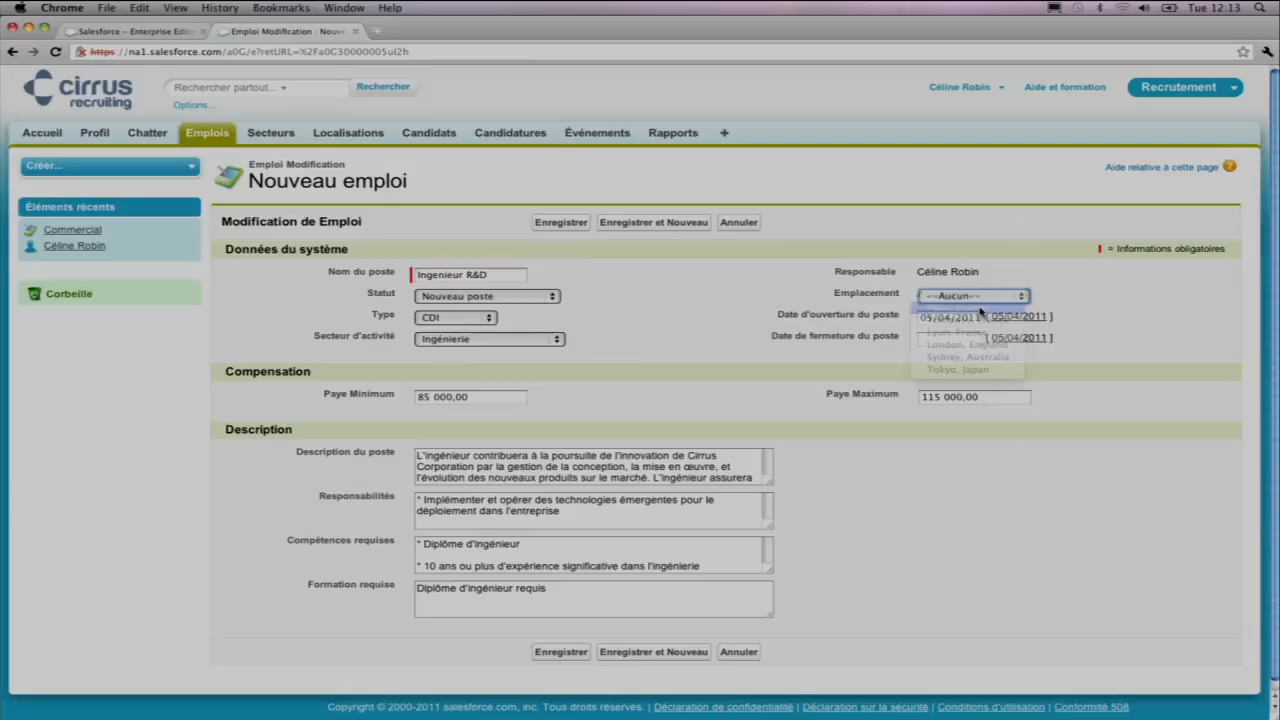 Chrome File Edit View History Bookmarks Window Help Tue 12:13
Salesforce – Enterprise Editi Emploi Modification : Nouv
https://na1.salesforce.com/a0G/e?retURL=%2Fa0G30000005ul2h
cirrus recruiting
Rechercher partout... Rechercher
Options...
Céline Robin Aide et formation Recrutement
Accueil Profil Chatter Emplois Secteurs Localisations Candidats Candidatures Événements Rapports +
Créer...
Éléments récents
Commercial
Céline Robin
Corbeille
Emploi Modification
Nouveau emploi
Aide relative à cette page ?
Modification de Emploi Enregistrer Enregistrer et Nouveau Annuler
Données du système = Informations obligatoires
Nom du poste Ingenieur R&D Responsable Céline Robin
Statut Nouveau poste Emplacement Aucun
Type CDI Date d'ouverture du poste 05/04/2011 [ 05/04/2011 ]
Lyon, France
Secteur d'activité Ingénierie Date de fermeture du poste [ 05/04/2011 ]
London, England
Sydney, Australia
Tokyo, Japan
Compensation
Paye Minimum 85 000,00 Paye Maximum 115 000,00
Description
Description du poste L'ingénieur contribuera à la poursuite de l'innovation de Cirrus
Corporation par la gestion de la conception, la mise en œuvre, et
l'évolution des nouveaux produits sur le marché. L'ingénieur assurera
Responsabilités * Implémenter et opérer des technologies émergentes pour le
déploiement dans l'entreprise
Compétences requises * Diplôme d'ingénieur
* 10 ans ou plus d'expérience significative dans l'ingénierie
Formation requise Diplôme d'ingénieur requis
Enregistrer Enregistrer et Nouveau Annuler
Copyright © 2000-2011 salesforce.com, inc. Tous droits réservés. | Déclaration de confidentialité | Déclaration sur la sécurité | Conditions d'utilisation | Conformité 508